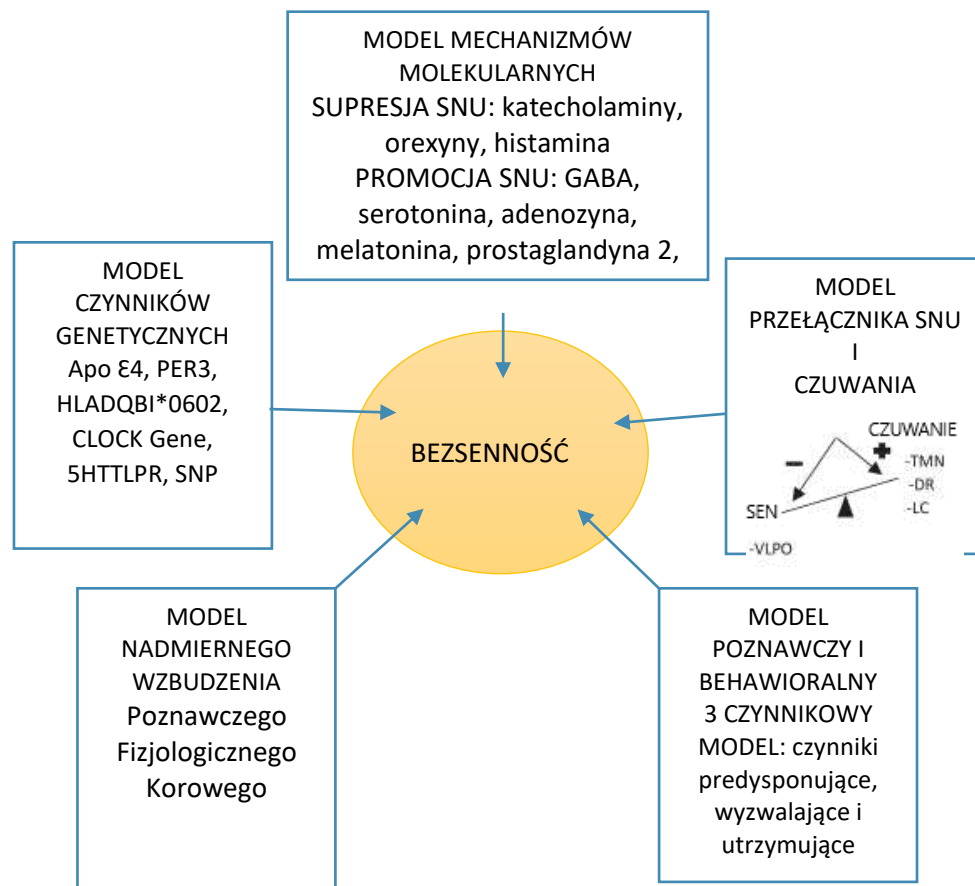 MODEL MECHANIZMÓW
MOLEKULARNYCH
SUPRESJA SNU: katecholaminy,
orexyny, histamina
PROMOCJA SNU: GABA,
serotonina, adenozyna,
melatonina, prostaglandyna 2,
MODEL
CZYNNIKÓW
GENETYCZNYCH
Apo Ɛ4, PER3,
HLADQBI*0602,
CLOCK Gene,
5HTTLPR, SNP
MODEL
PRZEŁĄCZNIKA SNU
I
CZUWANIA
CZUWANIE
-TMN
-DR
-LC
SEN
-VLPO
BEZSENNOŚĆ
MODEL
NADMIERNEGO
WZBUDZENIA
Poznawczego
Fizjologicznego
Korowego
MODEL
POZNAWCZY I
BEHAWIORALNY
3 CZYNNIKOWY
MODEL: czynniki
predysponujące,
wyzwalające i
utrzymujące